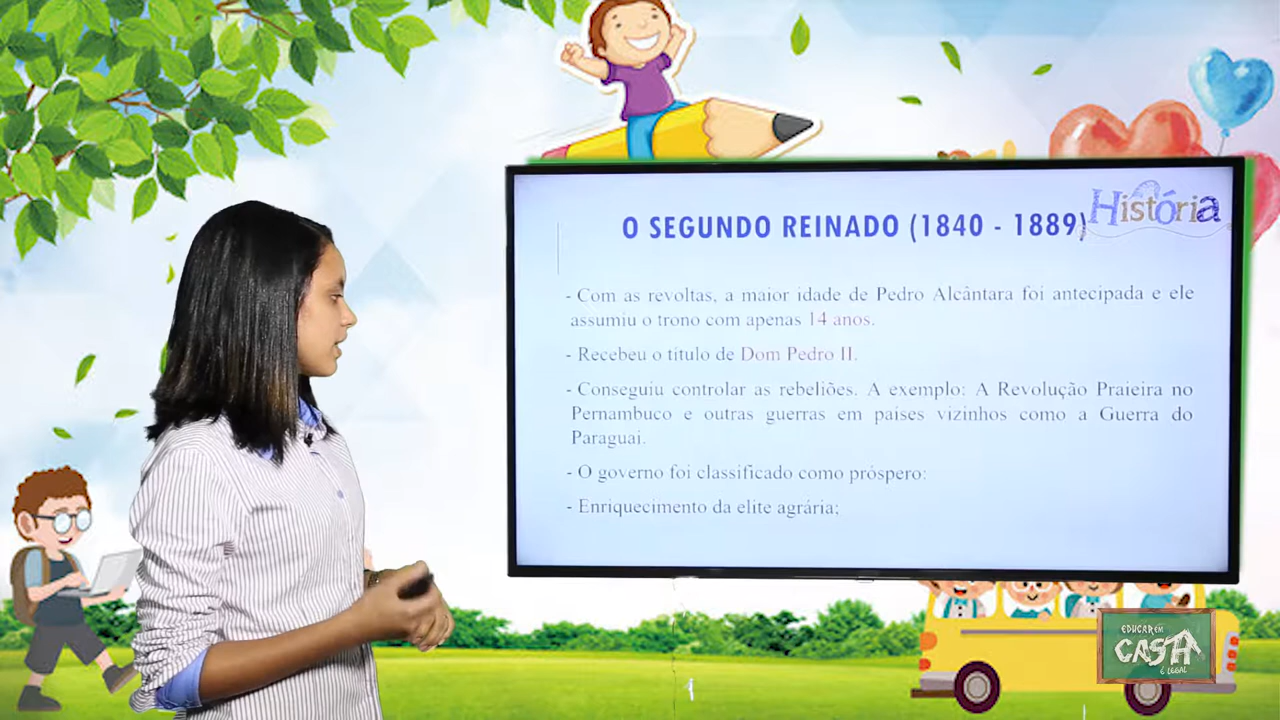 História
O SEGUNDO REINADO (1840 - 1889)
- Com as revoltas, a maior idade de Pedro Alcântara foi antecipada e ele
assumiu o trono com apenas 14 anos.
- Recebeu o titulo de Dom Pedro II.
- Conseguiu controlar as rebeliões. A exemplo: A Revolução Praieira no
Pernambuco e outras guerras em países vizinhos como a Guerra do
Paraguai.
- O governo foi classificado como próspero:
- Enriquecimento da elite agrária;
EDUCAR EM
CASA
É LEGAL